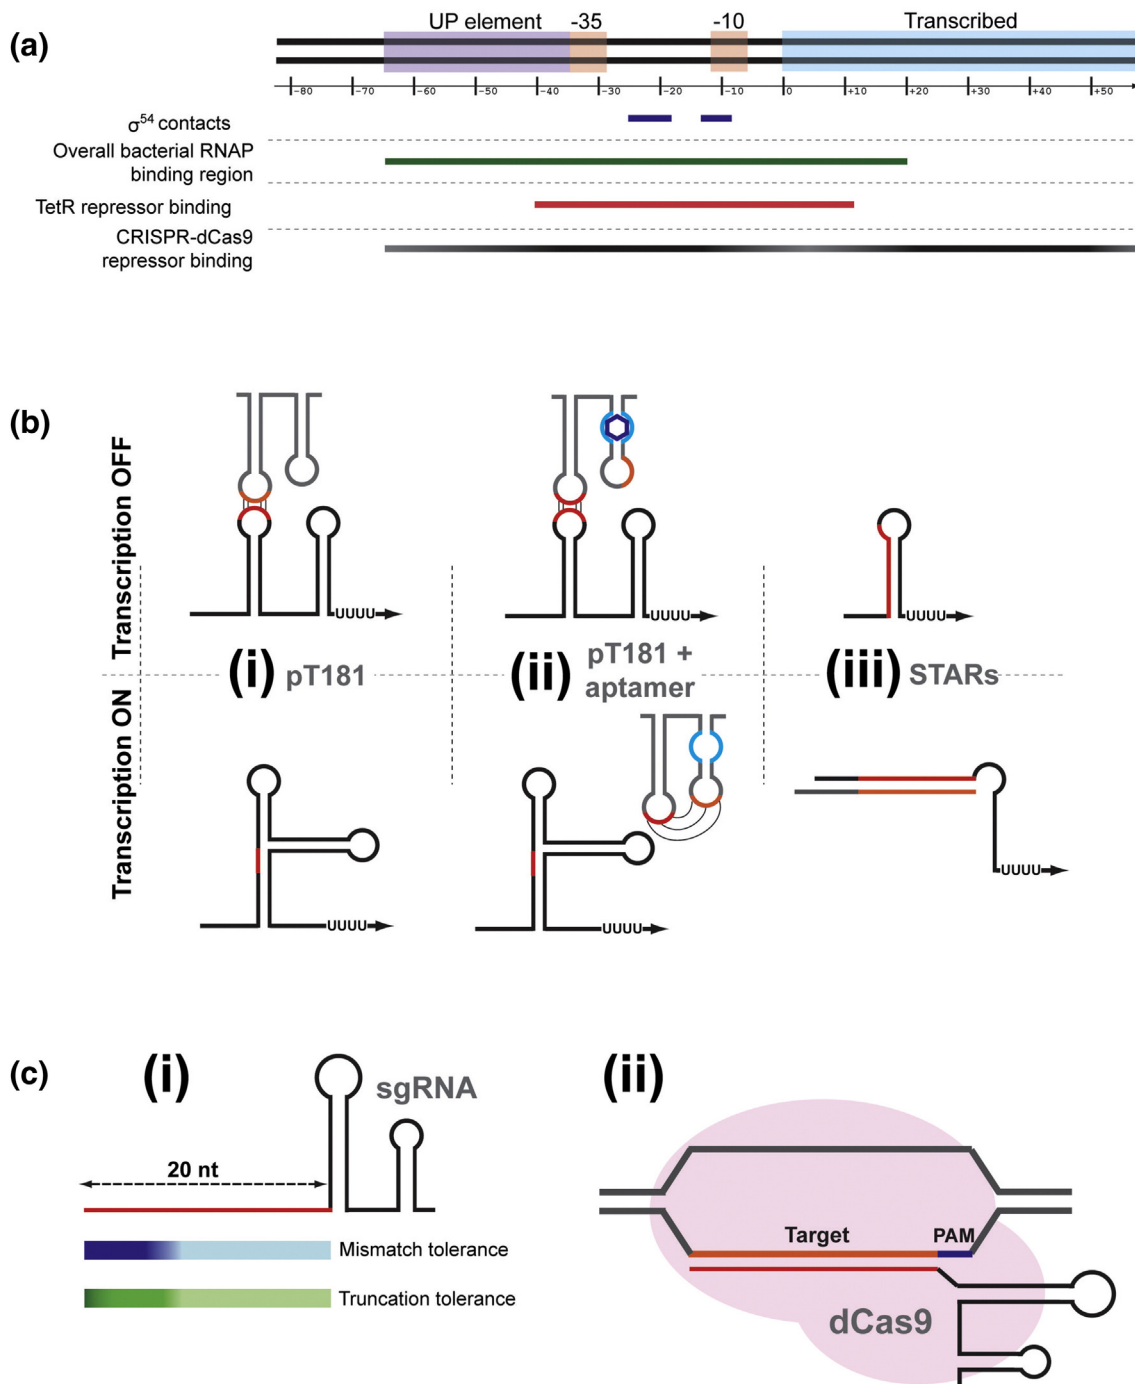 (a)
UP element -35 -10 Transcribed
-80 -70 -60 -50 -40 -30 -20 -10 0 +10 +20 +30 +40 +50
σ54 contacts
Overall bacterial RNAP
binding region
TetR repressor binding
CRISPR-dCas9
repressor binding
(b)
Transcription OFF
UUUU UUUU UUUU
(i) pT181
(ii) pT181 +
aptamer
(iii) STARs
Transcription ON
UUUU
UUUU UUUU
(c)
(i)
sgRNA
20 nt
Mismatch tolerance
Truncation tolerance
(ii)
Target PAM
dCas9